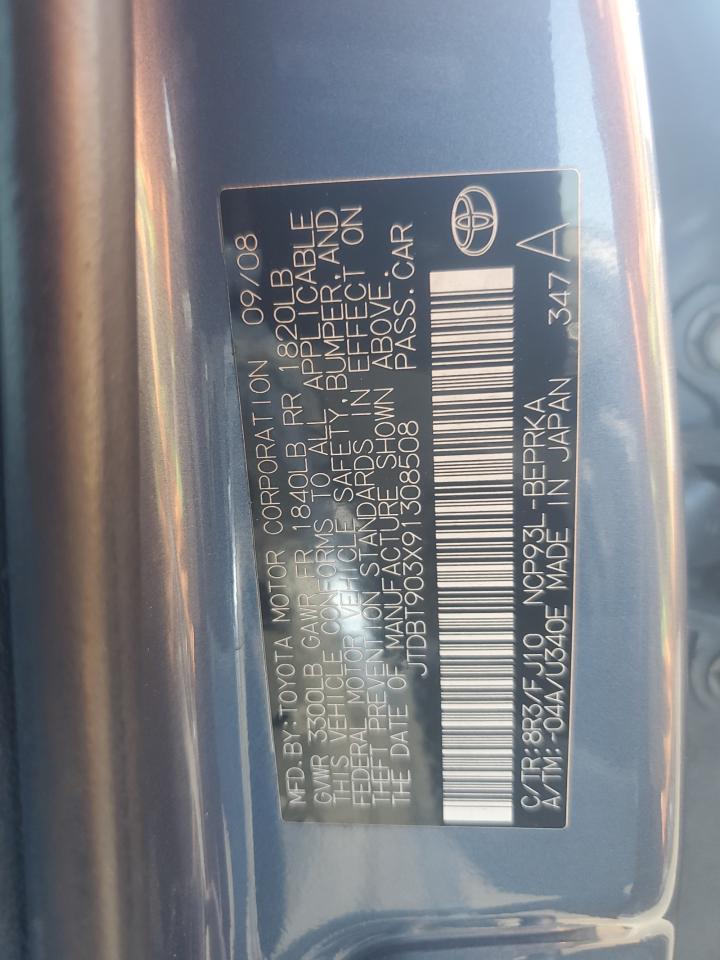 MFD. BY: TOYOTA MOTOR CORPORATION 09/08
GVWR 3300LB GAWR FR 1840LB RR 1820LB
THIS VEHICLE CONFORMS TO ALL APPLICABLE
FEDERAL MOTOR VEHICLE SAFETY, BUMPER, AND
THEFT PREVENTION STANDARDS IN EFFECT ON
THE DATE OF MANUFACTURE SHOWN ABOVE.
JTDBT903X91308508 PASS. CAR
C/TR:8R3/FJ10 NCP93L-BEPRKA 347 A
A/TM:-04A/U340E MADE IN JAPAN